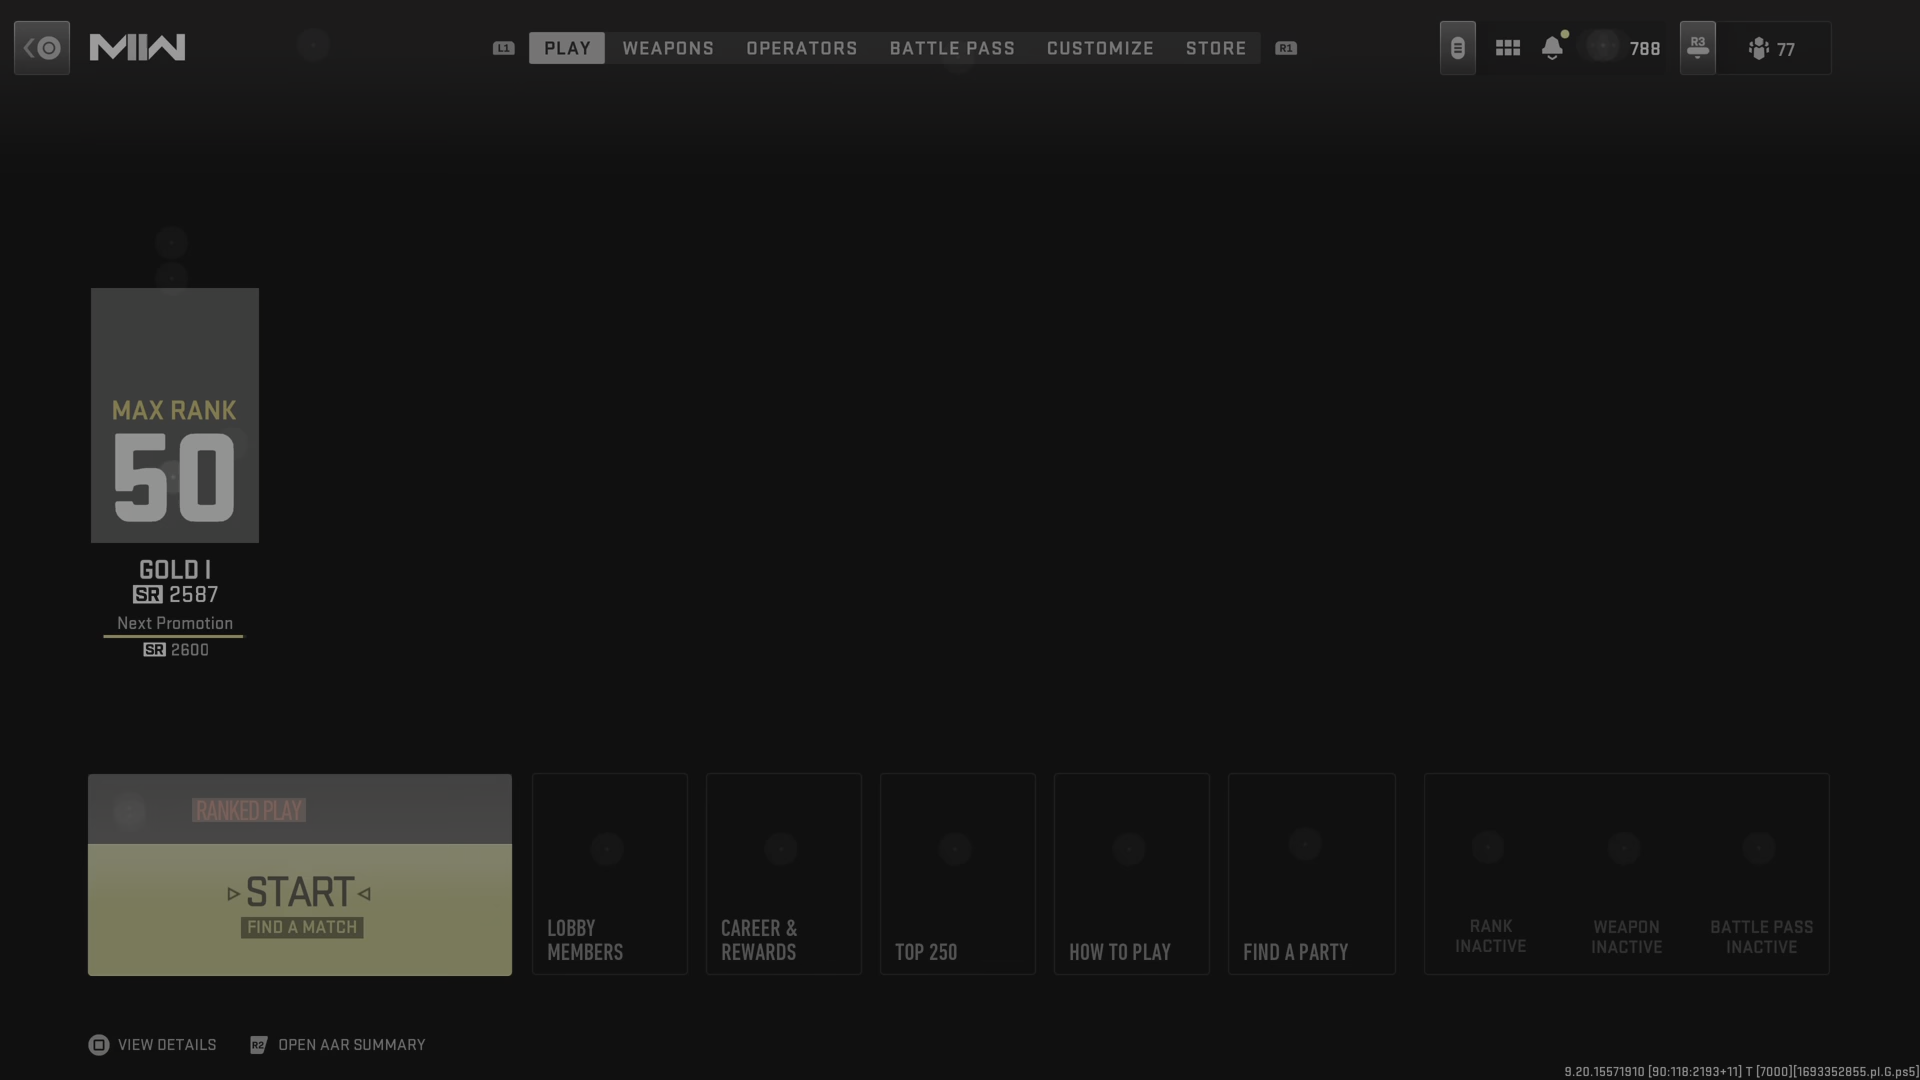 MW
L1
PLAY
WEAPONS
OPERATORS
BATTLE PASS
CUSTOMIZE
STORE
R1
788
R3
77
MAX RANK
50
GOLD I
SR 2587
Next Promotion
SR 2600
RANKED PLAY
START
FIND A MATCH
LOBBY
MEMBERS
CAREER &
REWARDS
TOP 250
HOW TO PLAY
FIND A PARTY
RANK
INACTIVE
WEAPON
INACTIVE
BATTLE PASS
INACTIVE
VIEW DETAILS
R2 OPEN AAR SUMMARY
9.20.15571910 [90:118:2193+11] T [7000][1693352855.pl.G.ps5]